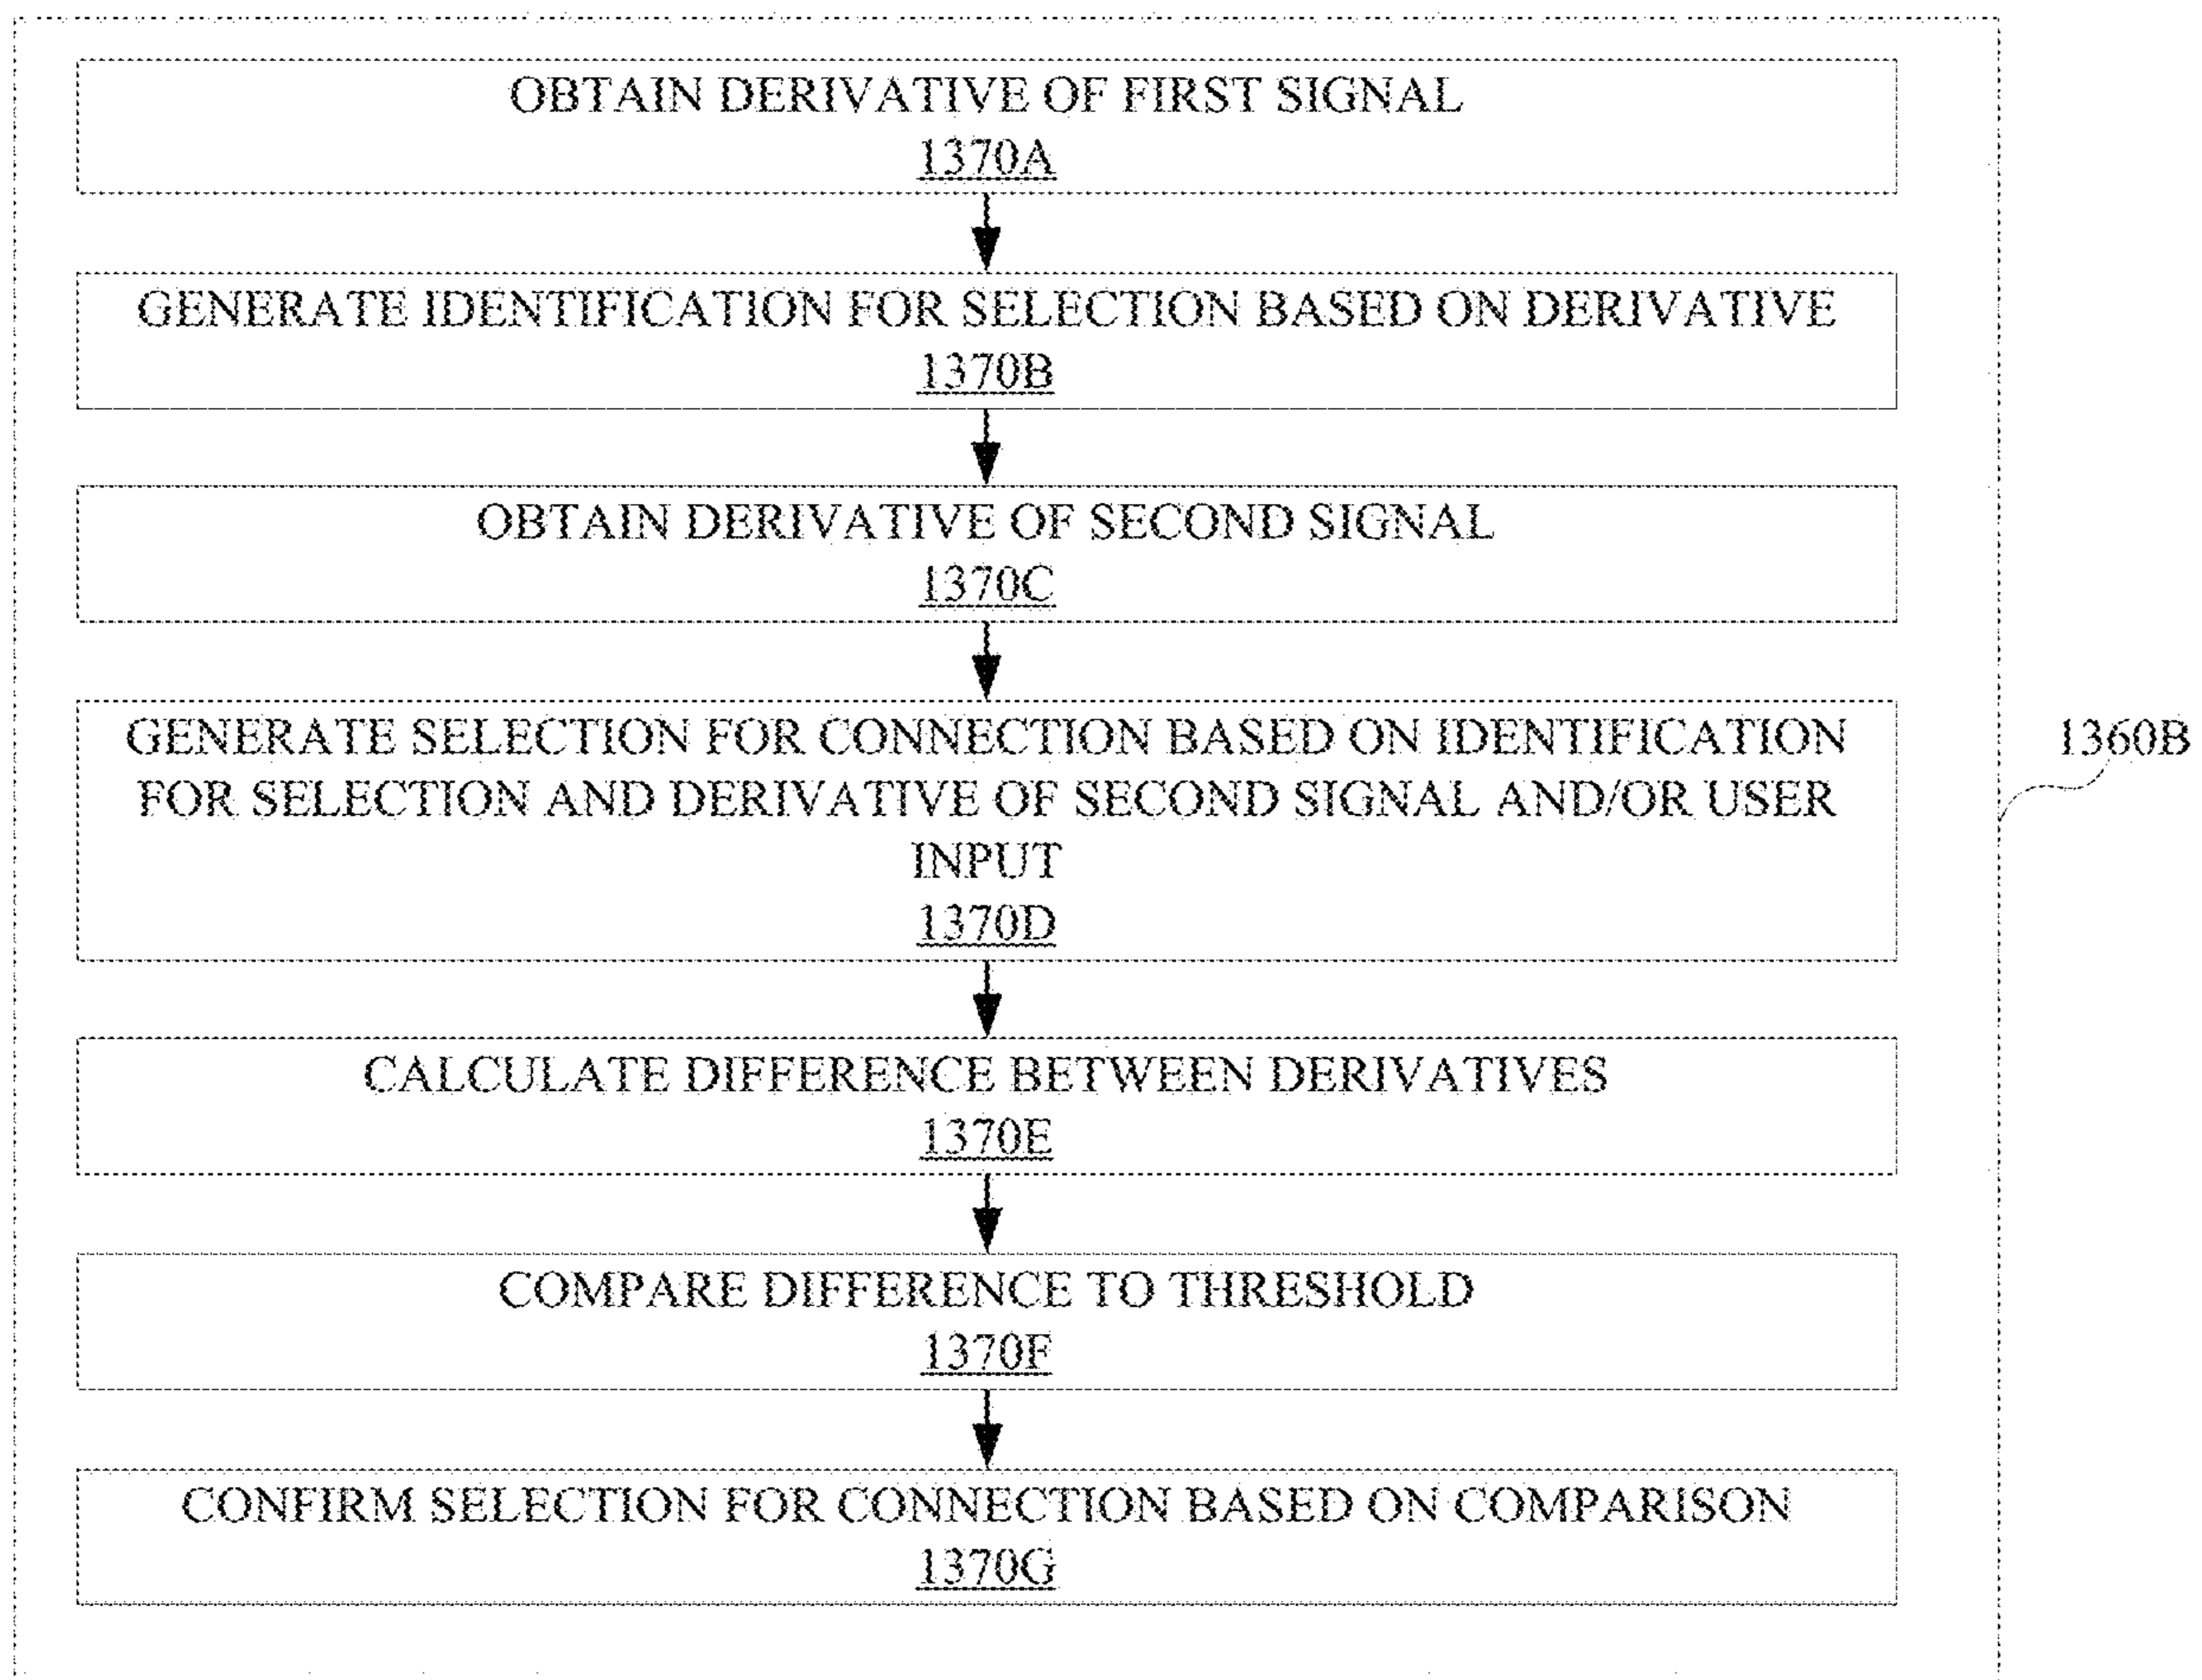 OBTAIN DERIVATIVE OF FIRST SIGNAL
1370A
GENERATE IDENTIFICATION FOR SELECTION BASED ON DERIVATIVE
1370B
OBTAIN DERIVATIVE OF SECOND SIGNAL
1370C
GENERATE SELECTION FOR CONNECTION BASED ON IDENTIFICATION
FOR SELECTION AND DERIVATIVE OF SECOND SIGNAL AND/OR USER
INPUT
1370D
1360B
CALCULATE DIFFERENCE BETWEEN DERIVATIVES
1370E
COMPARE DIFFERENCE TO THRESHOLD
1370F
CONFIRM SELECTION FOR CONNECTION BASED ON COMPARISON
1370G